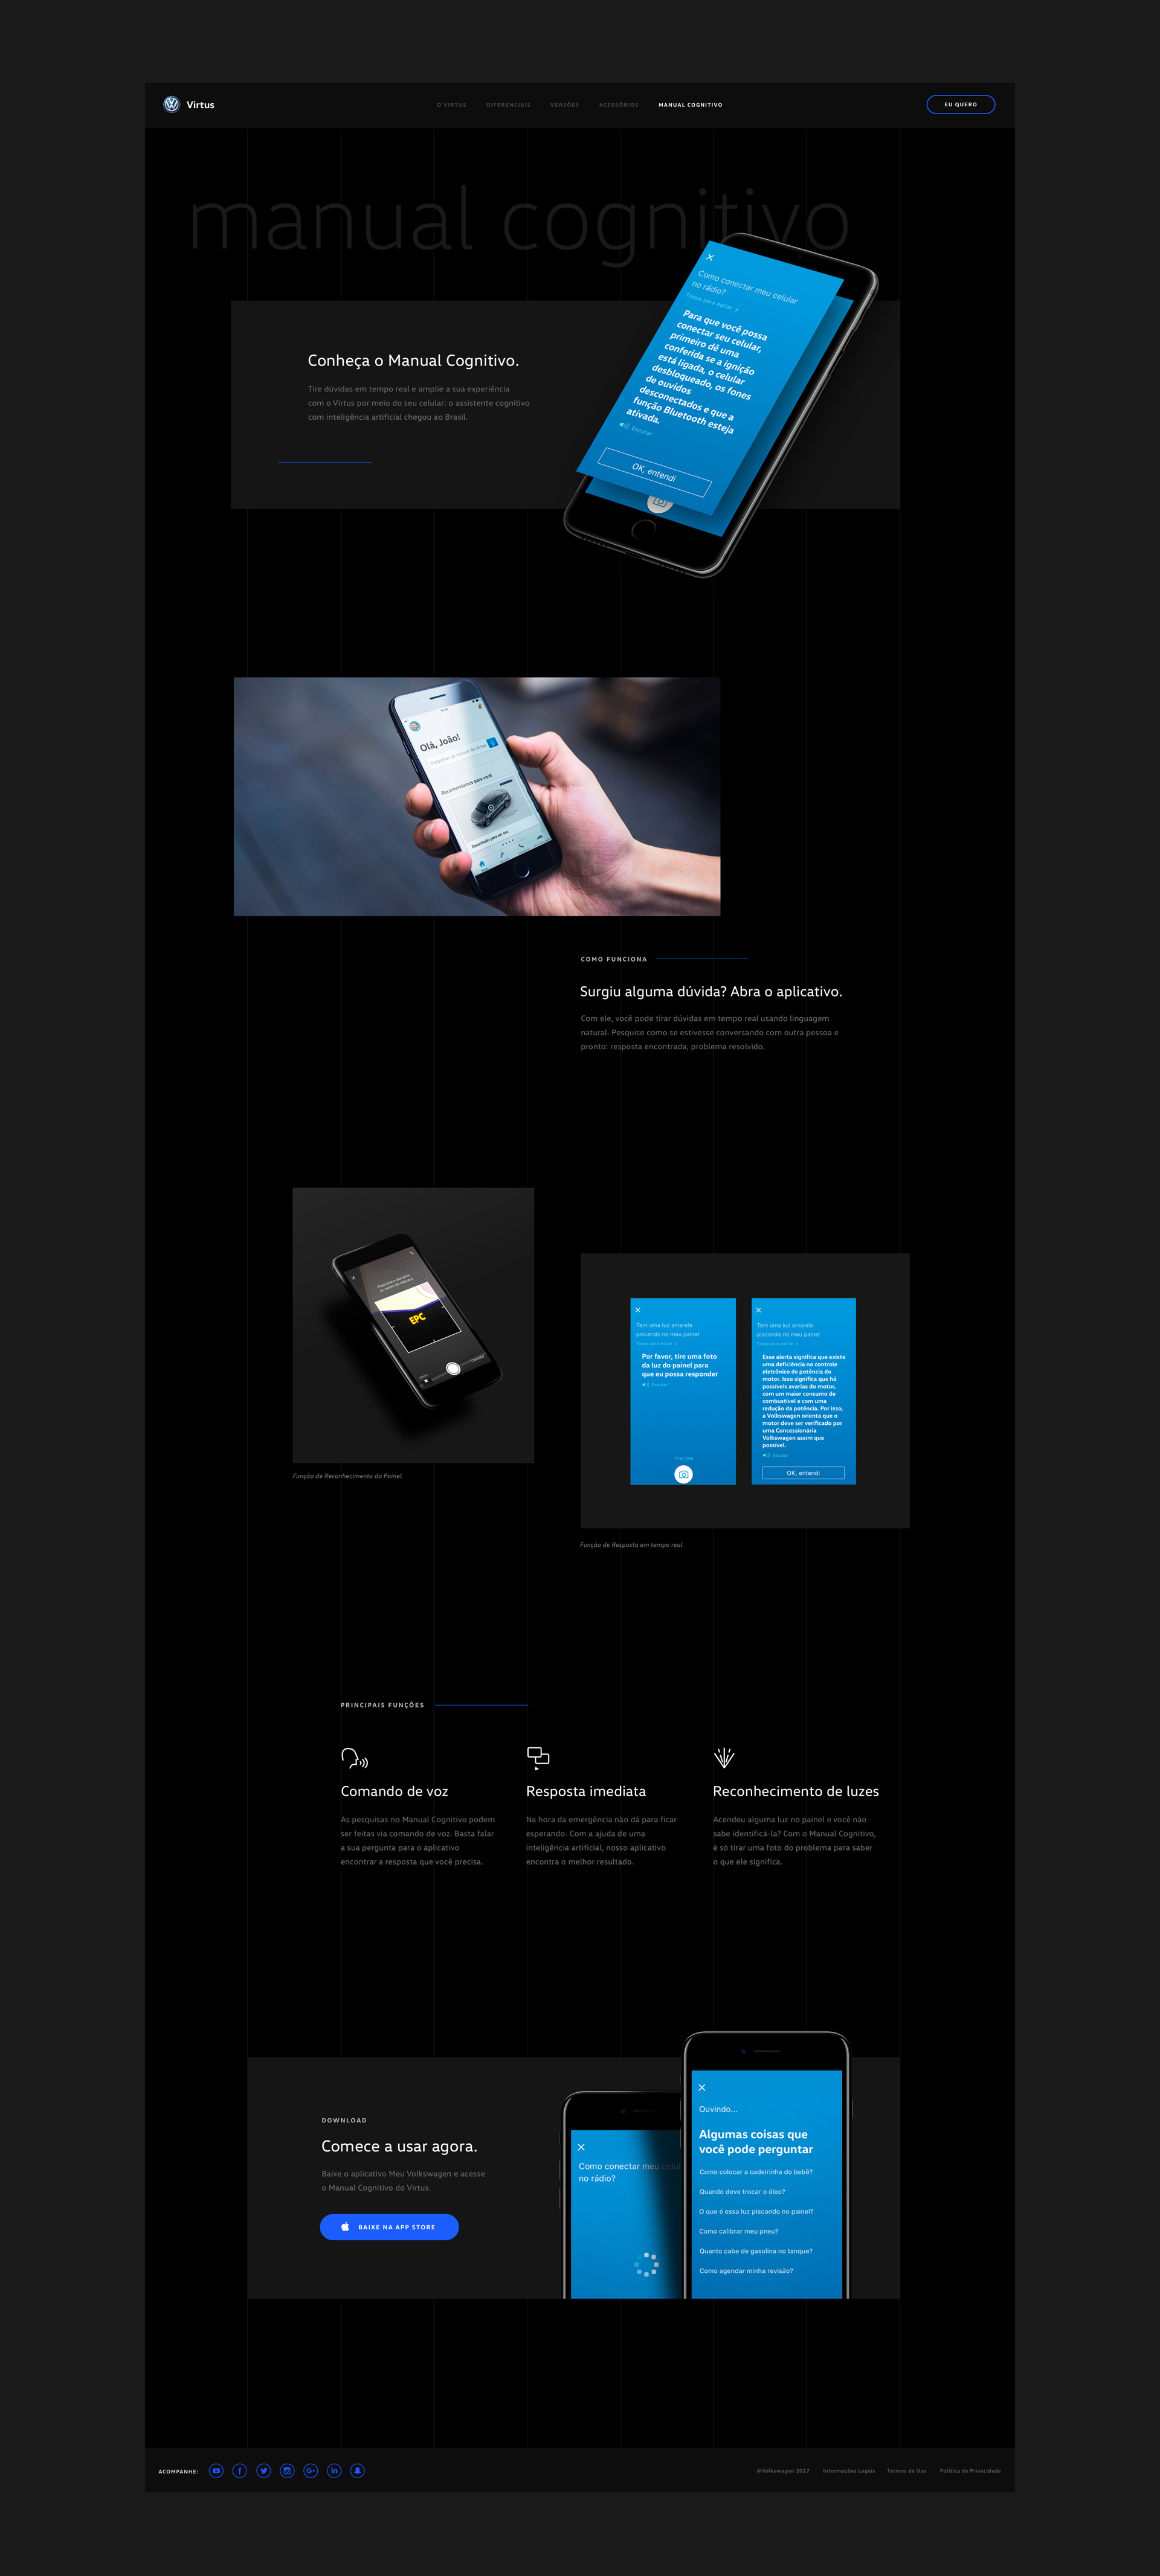 Virtus
O VIRTUS
DIFERENCIAIS
VERSÕES
ACESSÓRIOS
MANUAL COGNITIVO
EU QUERO
manual cognitivo
Conheça o Manual Cognitivo.
Tire dúvidas em tempo real e amplie a sua experiência
com o Virtus por meio do seu celular: o assistente cognitivo
com inteligência artificial chegou ao Brasil.
Como conectar meu celular
no rádio?
Toque para editar >
Para que você possa
conectar seu celular,
primeiro dê uma
conferida se a ignição
está ligada, o celular
desbloqueado, os fones
de ouvidos
desconectados e que a
função Bluetooth esteja
ativada.
Escutar
OK, entendi
Olá, João!
Perguntar ao manual do Virtus
Recomendamos para você
Desenhado para ser seu
COMO FUNCIONA
Surgiu alguma dúvida? Abra o aplicativo.
Com ele, você pode tirar dúvidas em tempo real usando linguagem
natural. Pesquise como se estivesse conversando com outra pessoa e
pronto: resposta encontrada, problema resolvido.
EPC
Função de Reconhecimento do Painel.
Tem uma luz amarela
piscando no meu painel
Toque para editar >
Por favor, tire uma foto
da luz do painel para
que eu possa responder
Escutar
Tirar foto
Tem uma luz amarela
piscando no meu painel
Toque para editar >
Esse alerta significa que existe
uma deficiência no controle
eletrônico de potência do
motor. Isso significa que há
possíveis avarias do motor,
com um maior consumo de
combustível e com uma
redução da potência. Por isso,
a Volkswagen orienta que o
motor deve ser verificado por
uma Concessionária
Volkswagen assim que
possível.
Escutar
OK, entendi
Função de Resposta em tempo real.
PRINCIPAIS FUNÇÕES
Comando de voz
As pesquisas no Manual Cognitivo podem
ser feitas via comando de voz. Basta falar
a sua pergunta para o aplicativo
encontrar a resposta que você precisa.
Resposta imediata
Na hora da emergência não dá para ficar
esperando. Com a ajuda de uma
inteligência artificial, nosso aplicativo
encontra o melhor resultado.
Reconhecimento de luzes
Acendeu alguma luz no painel e você não
sabe identificá-la? Com o Manual Cognitivo,
é só tirar uma foto do problema para saber
o que ele significa.
DOWNLOAD
Comece a usar agora.
Baixe o aplicativo Meu Volkswagen e acesse
o Manual Cognitivo do Virtus.
BAIXE NA APP STORE
Como conectar meu celul
no rádio?
Ouvindo...
Algumas coisas que
você pode perguntar
Como colocar a cadeirinha do bebê?
Quando devo trocar o óleo?
O que é essa luz piscando no painel?
Como calibrar meu pneu?
Quanto cabe de gasolina no tanque?
Como agendar minha revisão?
ACOMPANHE:
@Volkswagen 2017
Informações Legais
Termos de Uso
Política de Privacidade